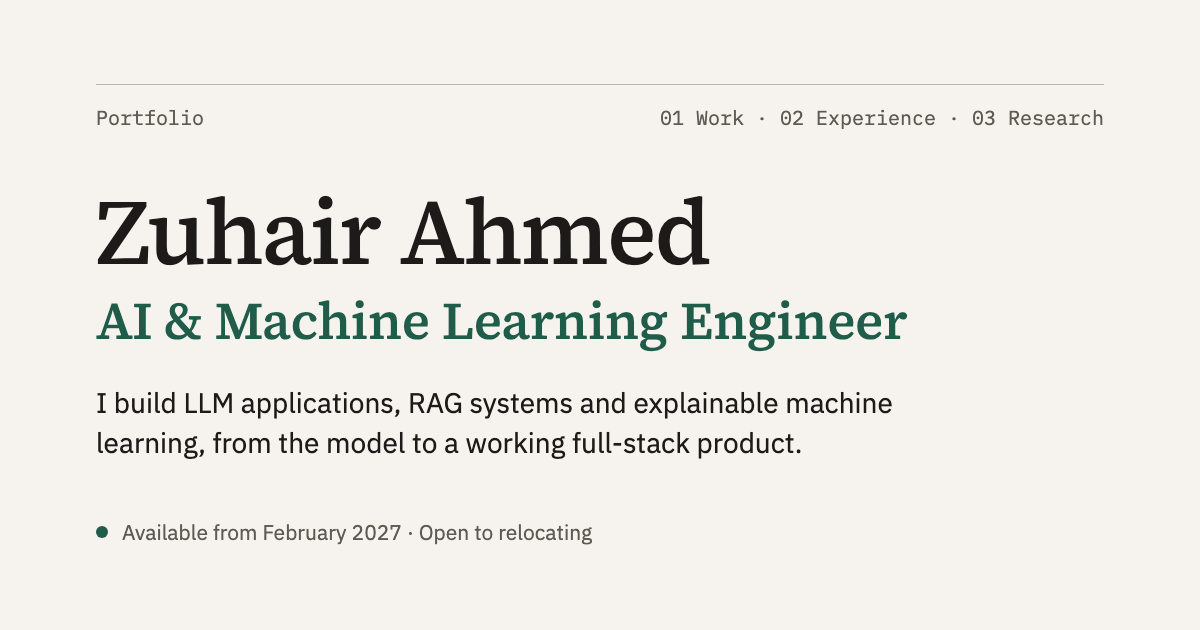 Portfolio
01 Work · 02 Experience · 03 Research
Zuhair Ahmed
AI & Machine Learning Engineer
I build LLM applications, RAG systems and explainable machine
learning, from the model to a working full-stack product.
Available from February 2027 · Open to relocating